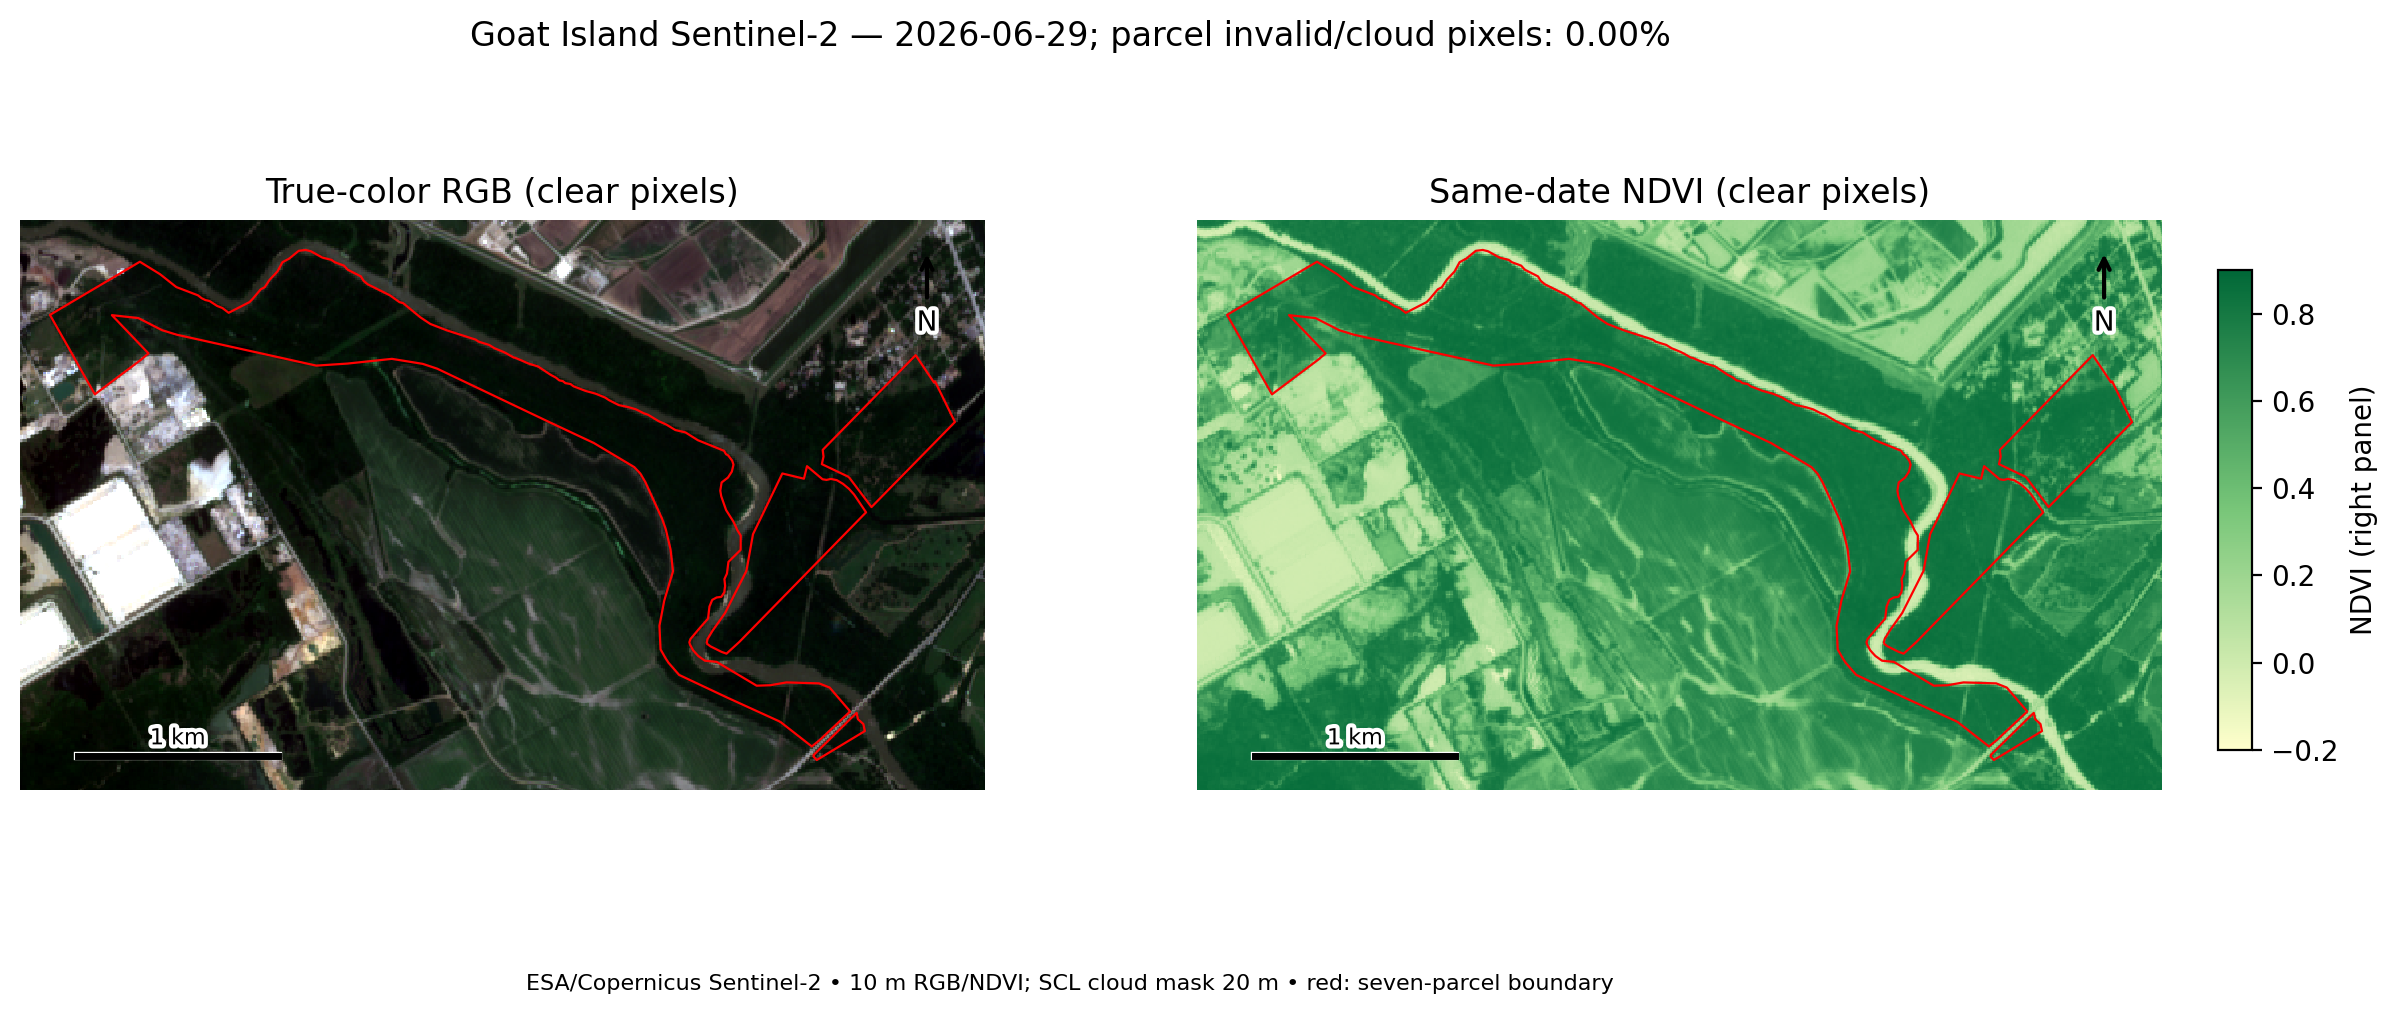 Goat Island Sentinel-2 — 2026-06-29; parcel invalid/cloud pixels: 0.00%
True-color RGB (clear pixels)
Same-date NDVI (clear pixels)
N
1 km
N
1 km
0.8
0.6
0.4
0.2
0.0
−0.2
NDVI (right panel)
ESA/Copernicus Sentinel-2 • 10 m RGB/NDVI; SCL cloud mask 20 m • red: seven-parcel boundary